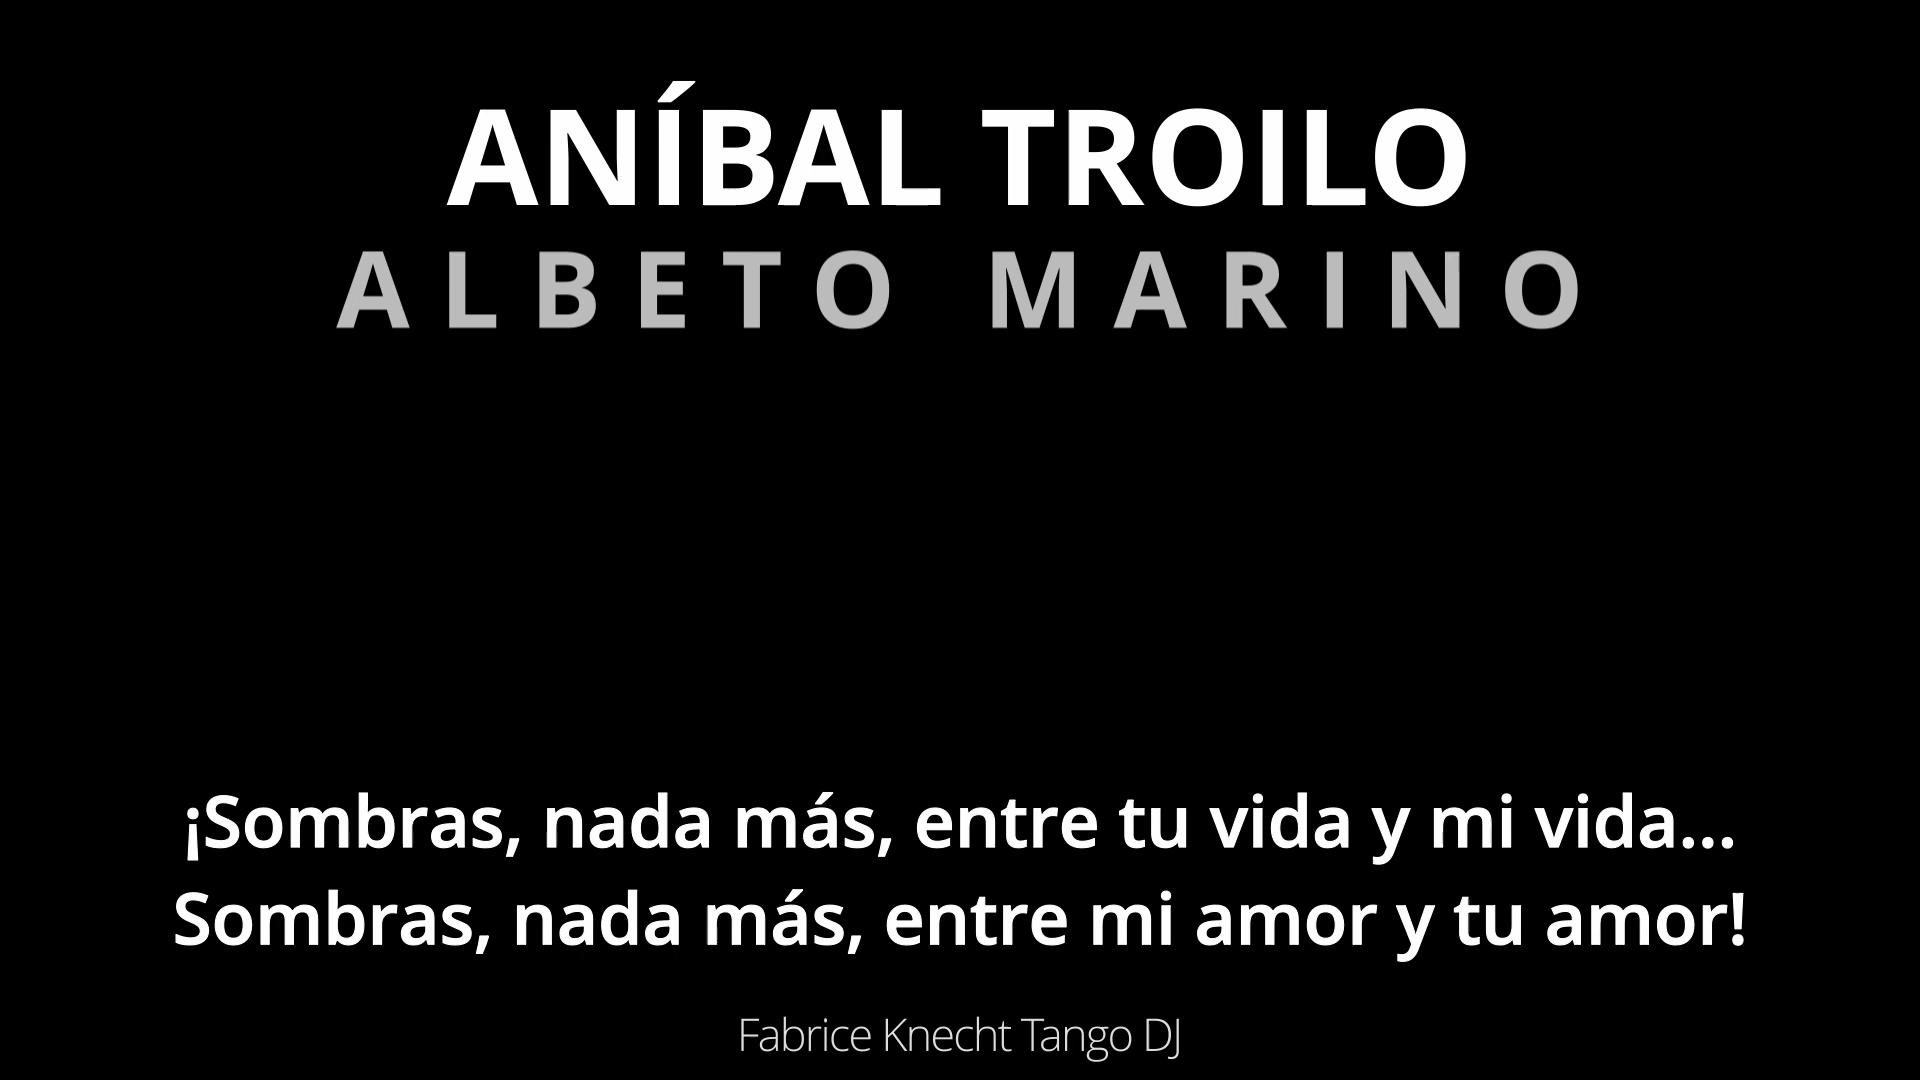 ANÍBAL TROILO
ALBETO MARINO
¡Sombras, nada más, entre tu vida y mi vida...
Sombras, nada más, entre mi amor y tu amor!
Fabrice Knecht Tango DJ